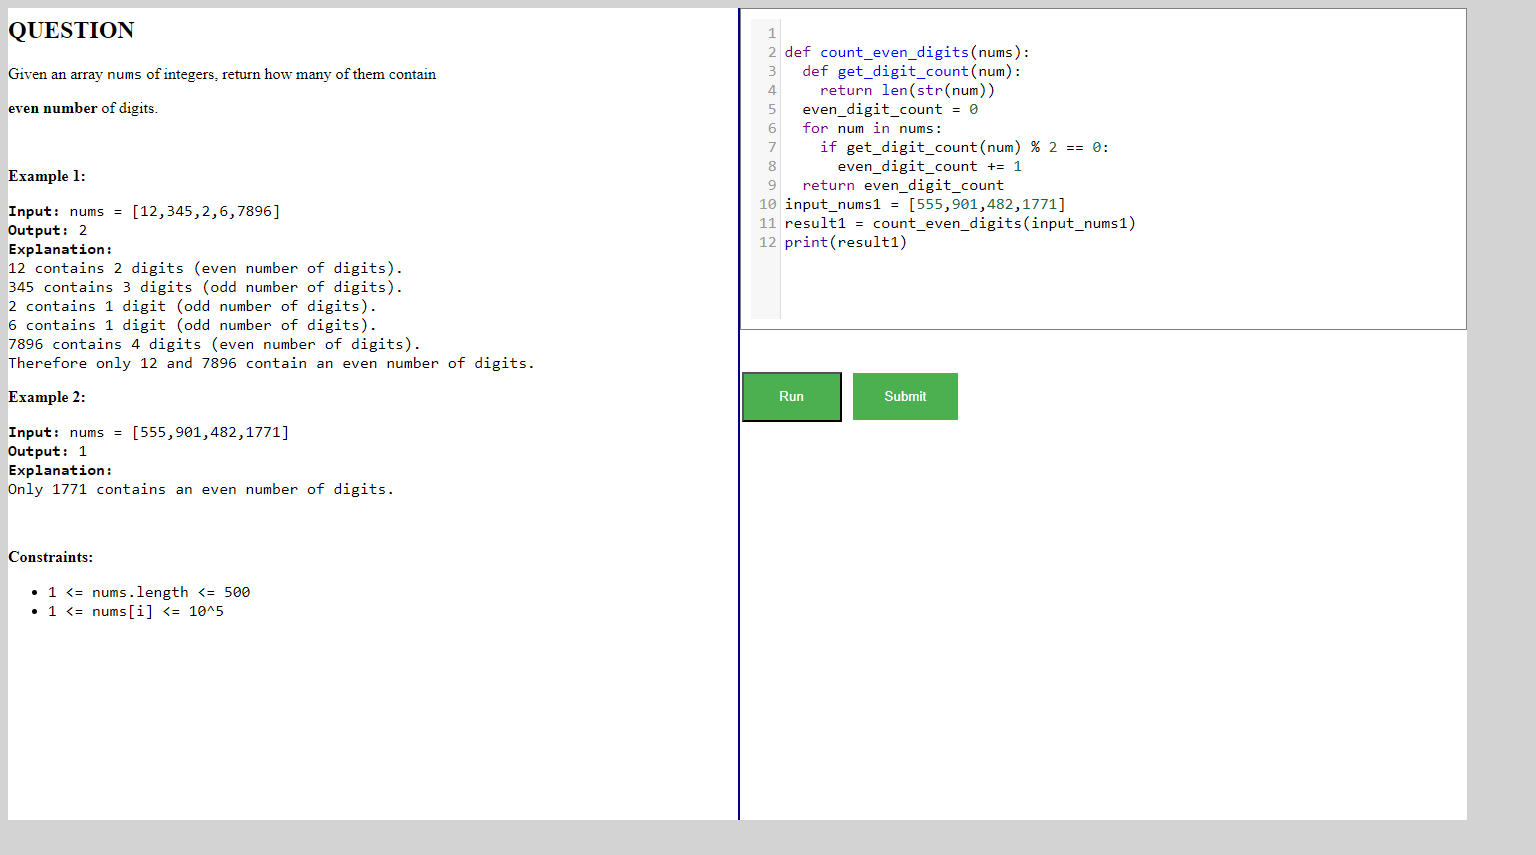 QUESTION
Given an array nums of integers, return how many of them contain
even number of digits.
Example 1:
Input: nums = [12,345,2,6,7896]
Output: 2
Explanation:
12 contains 2 digits (even number of digits).
345 contains 3 digits (odd number of digits).
2 contains 1 digit (odd number of digits).
6 contains 1 digit (odd number of digits).
7896 contains 4 digits (even number of digits).
Therefore only 12 and 7896 contain an even number of digits.
Example 2:
Input: nums = [555,901,482,1771]
Output: 1
Explanation:
Only 1771 contains an even number of digits.
Constraints:
• 1 <= nums.length <= 500
• 1 <= nums[i] <= 10^5
1
2 def count_even_digits(nums):
3   def get_digit_count(num):
4     return len(str(num))
5   even_digit_count = 0
6   for num in nums:
7     if get_digit_count(num) % 2 == 0:
8       even_digit_count += 1
9   return even_digit_count
10 input_nums1 = [555,901,482,1771]
11 result1 = count_even_digits(input_nums1)
12 print(result1)
Run Submit